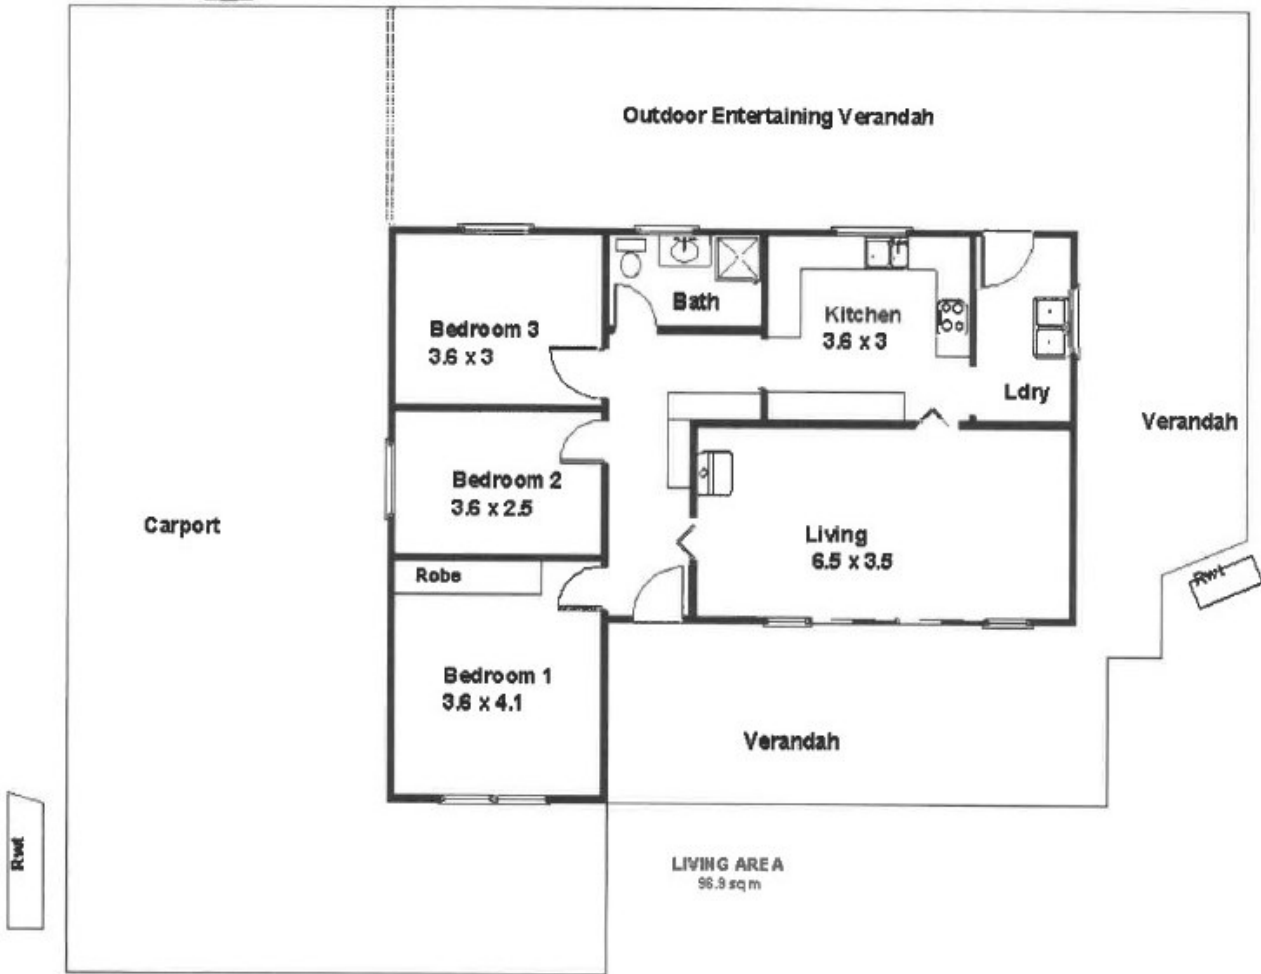 Outdoor Entertaining Verandah
Bath
Kitchen
3.6 x 3
Bedroom 3
3.6 x 3
Ldry
Verandah
Bedroom 2
3.6 x 2.5
Carport
Living
6.5 x 3.5
Robe
Rwt
Bedroom 1
3.6 x 4.1
Verandah
Rwt
LIVING AREA
96.9 sq m